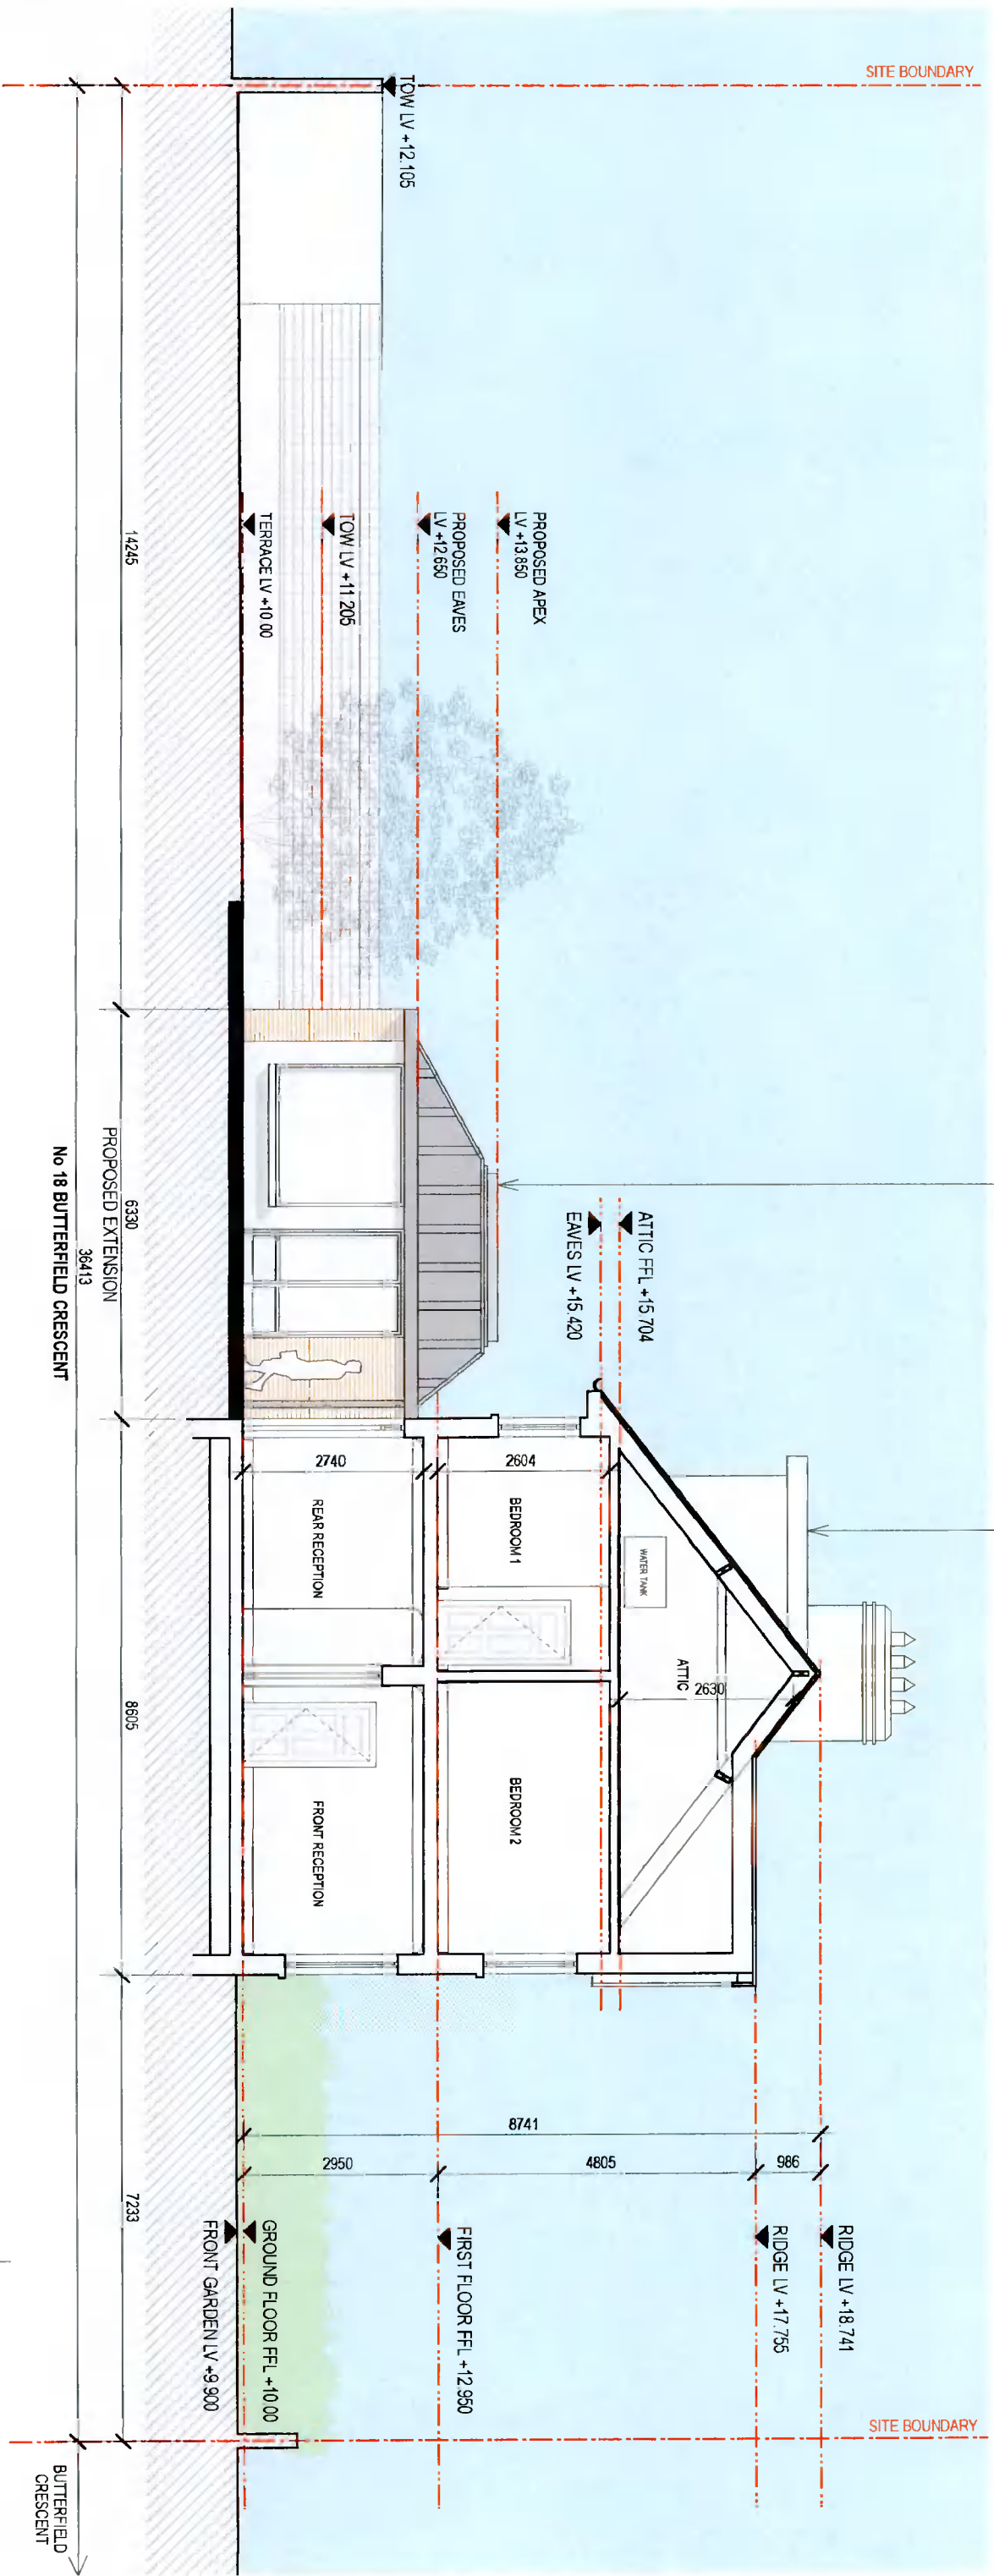 SITE BOUNDARY
TOW LV +12.105
PROPOSED APEX
LV +13.850
PROPOSED EAVES
LV +12.650
TOW LV +11.205
TERRACE LV +10.00
ATTIC FFL +15.704
EAVES LV +15.420
WATER TANK
ATTIC
2630
2604
BEDROOM 1
BEDROOM 2
2740
REAR RECEPTION
FRONT RECEPTION
8741
986
4805
2950
RIDGE LV +18.741
RIDGE LV +17.755
FIRST FLOOR FFL +12.950
GROUND FLOOR FFL +10.00
FRONT GARDEN LV +9.900
SITE BOUNDARY
14245
6330
8605
7233
PROPOSED EXTENSION
36413
No 18 BUTTERFIELD CRESCENT
BUTTERFIELD
CRESCENT